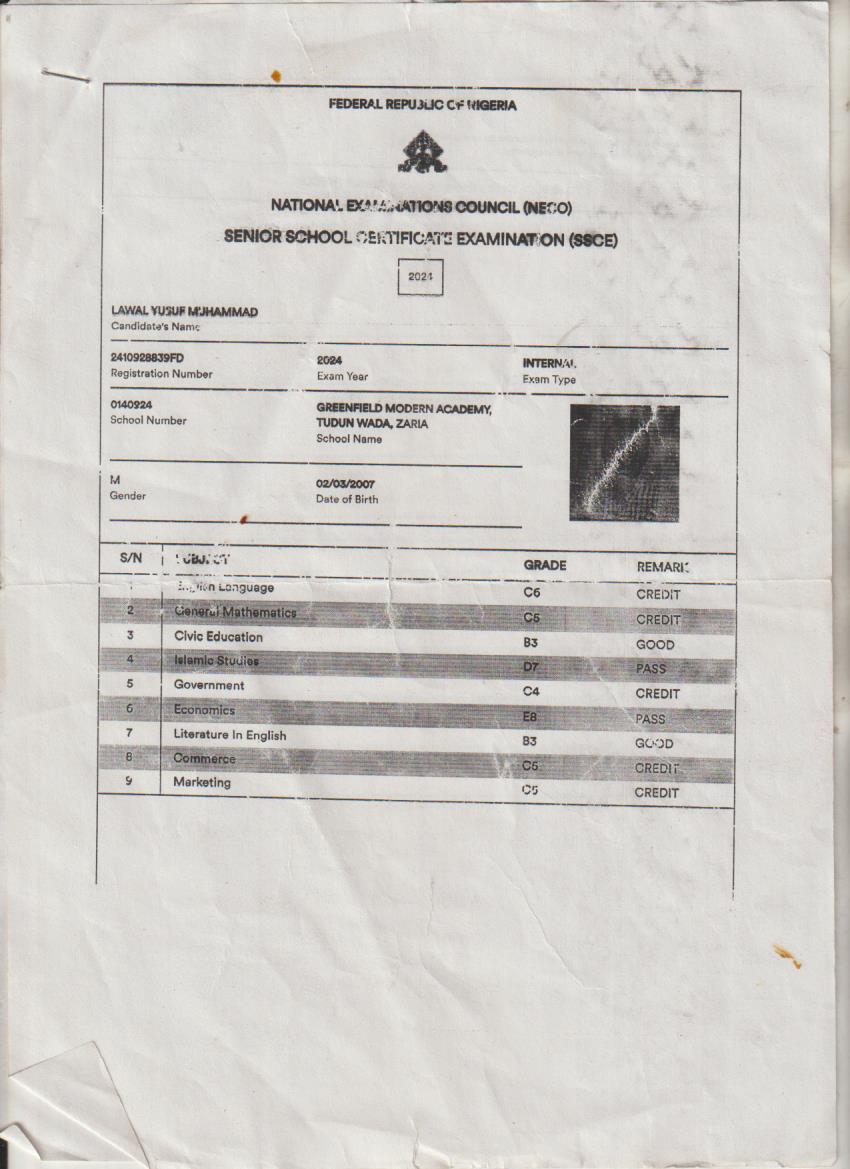 FEDERAL REPUBLIC OF NIGERIA
NATIONAL EXAMINATIONS COUNCIL (NECO)
SENIOR SCHOOL CERTIFICATE EXAMINATION (SSCE)
2024
LAWAL YUSUF MUHAMMAD
Candidate's Name
2410928839FD 2024 INTERNAL
Registration Number Exam Year Exam Type
0140924 GREENFIELD MODERN ACADEMY,
TUDUN WADA, ZARIA
School Number School Name
M 02/03/2007
Gender Date of Birth
S/N SUBJECT GRADE REMARK
1 English Language C6 CREDIT
2 General Mathematics CREDIT
3 Civic Education B3 GOOD
4 Islamic Studies D7 PASS
5 Government C4 CREDIT
6 Economics E8 PASS
7 Literature In English B3 GOOD
8 Commerce CREDIT
9 Marketing C5 CREDIT